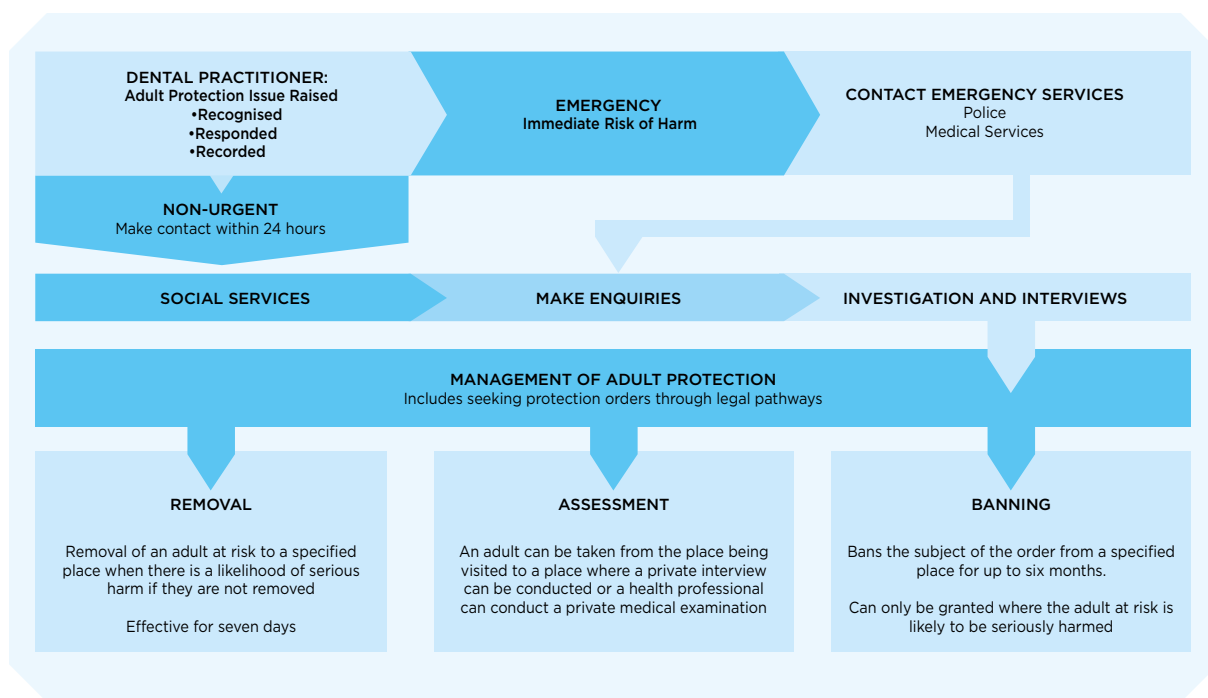 DENTAL PRACTITIONER:
Adult Protection Issue Raised
•Recognised
•Responded
•Recorded
EMERGENCY
Immediate Risk of Harm
CONTACT EMERGENCY SERVICES
Police
Medical Services
NON-URGENT
Make contact within 24 hours
SOCIAL SERVICES
MAKE ENQUIRIES
INVESTIGATION AND INTERVIEWS
MANAGEMENT OF ADULT PROTECTION
Includes seeking protection orders through legal pathways
REMOVAL
Removal of an adult at risk to a specified
place when there is a likelihood of serious
harm if they are not removed
Effective for seven days
ASSESSMENT
An adult can be taken from the place being
visited to a place where a private interview
can be conducted or a health professional
can conduct a private medical examination
BANNING
Bans the subject of the order from a specified
place for up to six months.
Can only be granted where the adult at risk is
likely to be seriously harmed